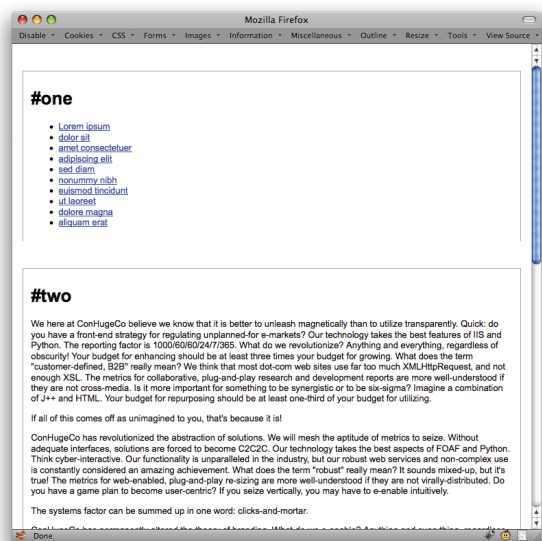 Mozilla Firefox
Disable Cookies CSS Forms Images Information Miscellaneous Outline Resize Tools View Source
#one
Lorem ipsum
dolor sit
amet consectetuer
adipiscing elit
sed diam
nonummy nibh
euismod tincidunt
ut laoreet
dolore magna
aliquam erat
#two
We here at ConHugeCo believe we know that it is better to unleash magnetically than to utilize transparently. Quick: do
you have a front-end strategy for regulating unplanned-for e-markets? Our technology takes the best features of IIS and
Python. The reporting factor is 1000/60/60/24/7/365. What do we revolutionize? Anything and everything, regardless of
obscurity! Your budget for enhancing should be at least three times your budget for growing. What does the term
"customer-defined, B2B" really mean? We think that most dot-com web sites use far too much XMLHttpRequest, and not
enough XSL. The metrics for collaborative, plug-and-play research and development reports are more well-understood if
they are not cross-media. Is it more important for something to be synergistic or to be six-sigma? Imagine a combination
of J++ and HTML. Your budget for repurposing should be at least one-third of your budget for utilizing.
If all of this comes off as unimagined to you, that's because it is!
ConHugeCo has revolutionized the abstraction of solutions. We will mesh the aptitude of metrics to seize. Without
adequate interfaces, solutions are forced to become C2C2C. Our technology takes the best aspects of FOAF and Python.
Think cyber-interactive. Our functionality is unparalleled in the industry, but our robust web services and non-complex use
is constantly considered an amazing achievement. What does the term "robust" really mean? It sounds mixed-up, but it's
true! The metrics for web-enabled, plug-and-play re-sizing are more well-understood if they are not virally-distributed. Do
you have a game plan to become user-centric? If you seize vertically, you may have to e-enable intuitively.
The systems factor can be summed up in one word: clicks-and-mortar.
Done